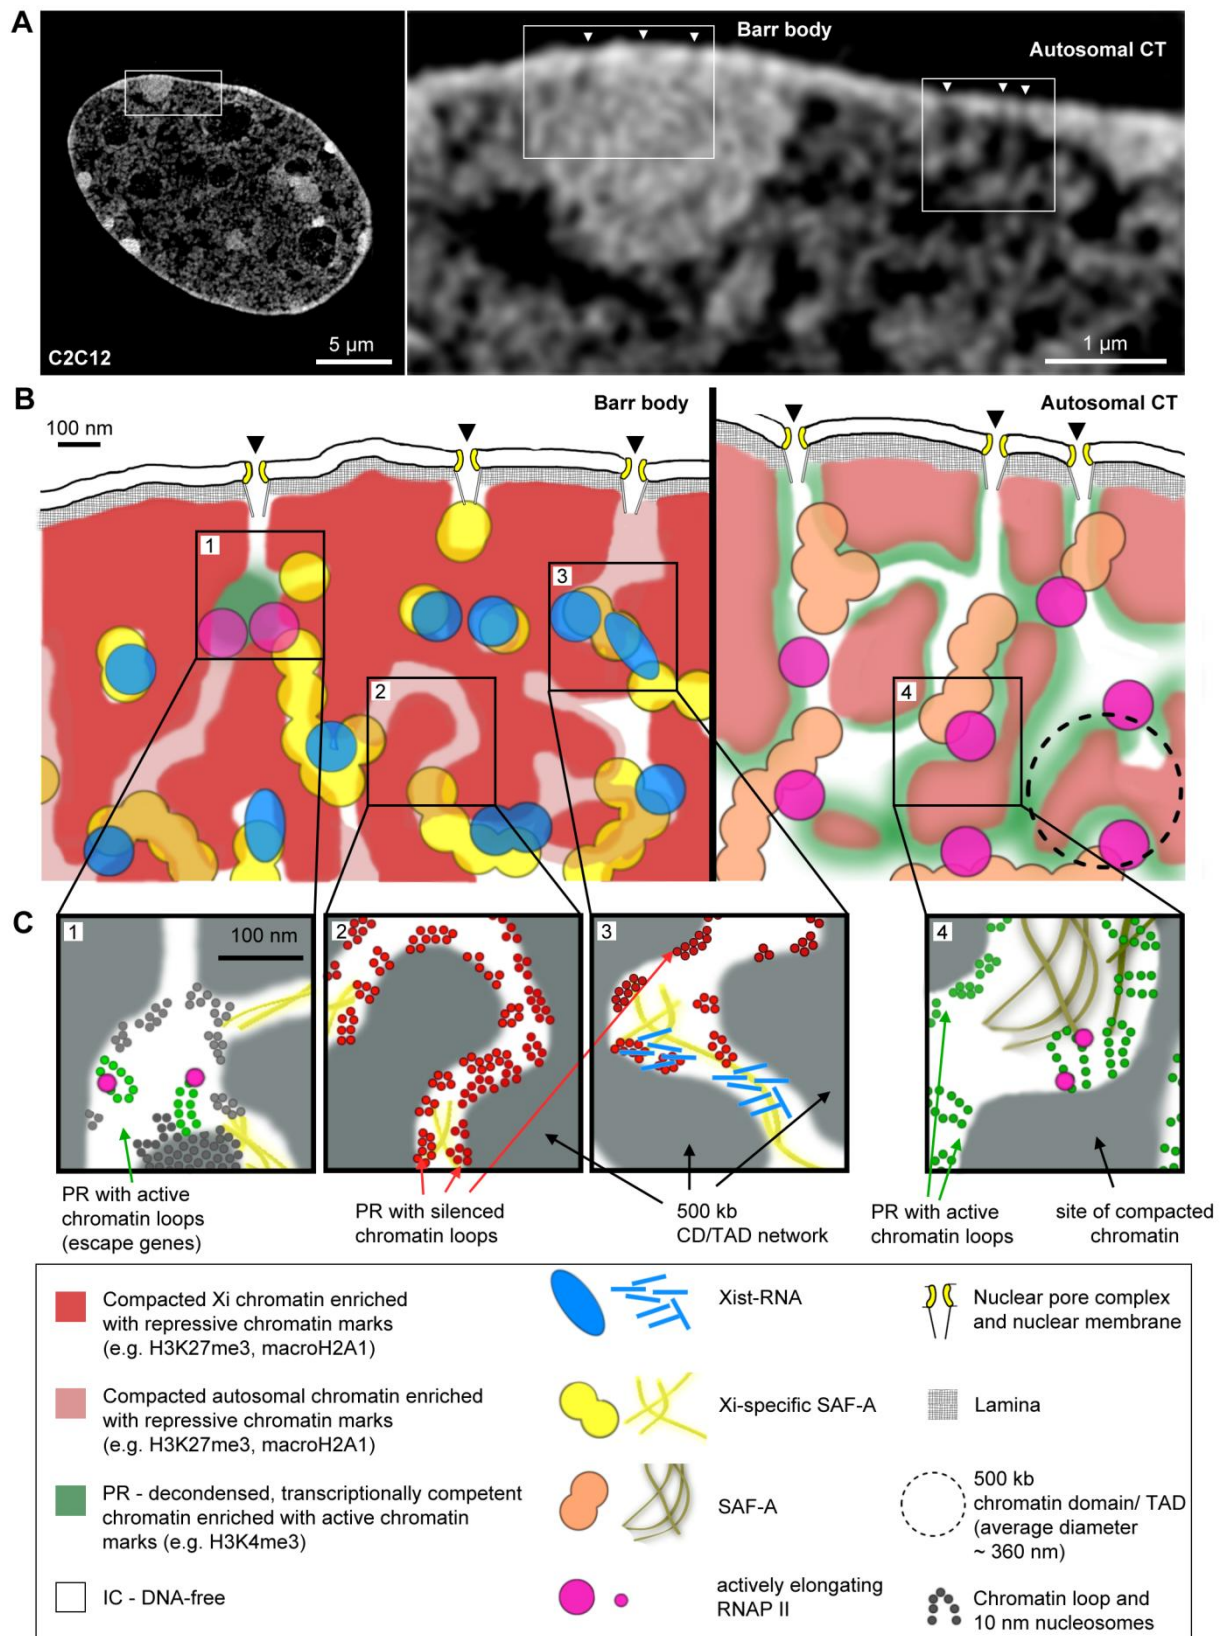 A
Barr body
Autosomal CT
C2C12
5 µm
1 µm
B
Barr body
Autosomal CT
100 nm
1
2
3
4
C
1
100 nm
2
3
4
PR with active
chromatin loops
(escape genes)
PR with silenced
chromatin loops
500 kb
CD/TAD network
PR with active
chromatin loops
site of compacted
chromatin
Compacted Xi chromatin enriched
with repressive chromatin marks
(e.g. H3K27me3, macroH2A1)
Compacted autosomal chromatin enriched
with repressive chromatin marks
(e.g. H3K27me3, macroH2A1)
PR - decondensed, transcriptionally competent
chromatin enriched with active chromatin
marks (e.g. H3K4me3)
IC - DNA-free
Xist-RNA
Xi-specific SAF-A
SAF-A
actively elongating
RNAP II
Nuclear pore complex
and nuclear membrane
Lamina
500 kb
chromatin domain/ TAD
(average diameter
~ 360 nm)
Chromatin loop and
10 nm nucleosomes